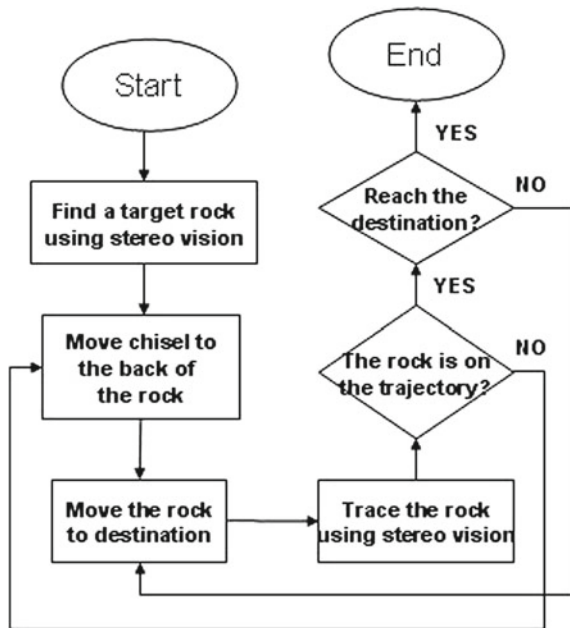 Start
Find a target rock
using stereo vision
Move chisel to
the back of
the rock
Move the rock
to destination
Trace the rock
using stereo vision
The rock is on
the trajectory?
NO
YES
Reach the
destination?
NO
YES
End